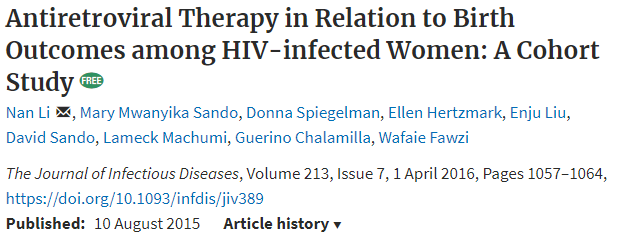 Antiretroviral Therapy in Relation to Birth
Outcomes among HIV-infected Women: A Cohort
Study FREE
Nan Li, Mary Mwanyika Sando, Donna Spiegelman, Ellen Hertzmark, Enju Liu,
David Sando, Lameck Machumi, Guerino Chalamilla, Wafaie Fawzi
The Journal of Infectious Diseases, Volume 213, Issue 7, 1 April 2016, Pages 1057–1064,
https://doi.org/10.1093/infdis/jiv389
Published: 10 August 2015 Article history ▾